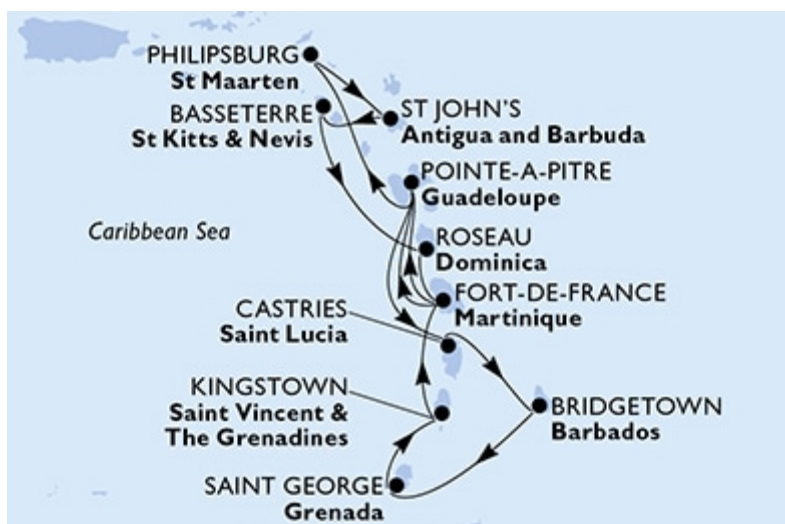 PHILIPSBURG
St Maarten
BASSETERRE
St Kitts & Nevis
ST JOHN'S
Antigua and Barbuda
POINTE-A-PITRE
Guadeloupe
Caribbean Sea
ROSEAU
Dominica
FORT-DE-FRANCE
Martinique
CASTRIES
Saint Lucia
KINGSTOWN
Saint Vincent &
The Grenadines
BRIDGETOWN
Barbados
SAINT GEORGE
Grenada